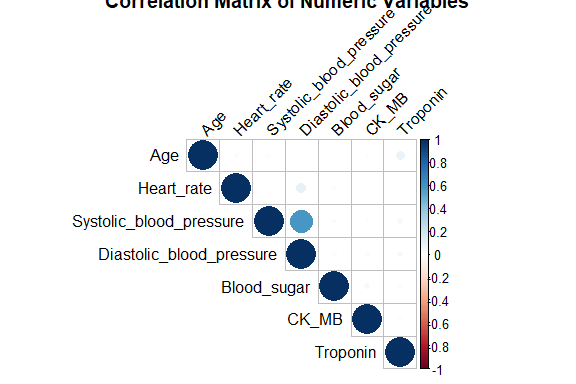 Correlation Matrix of Numeric Variables
Age
Heart_rate
Systolic_blood_pressure
Diastolic_blood_pressure
Blood_sugar
CK_MB
Troponin
Age
Heart_rate
Systolic_blood_pressure
Diastolic_blood_pressure
Blood_sugar
CK_MB
Troponin
1
0.8
0.6
0.4
0.2
0
-0.2
-0.4
-0.6
-0.8
-1